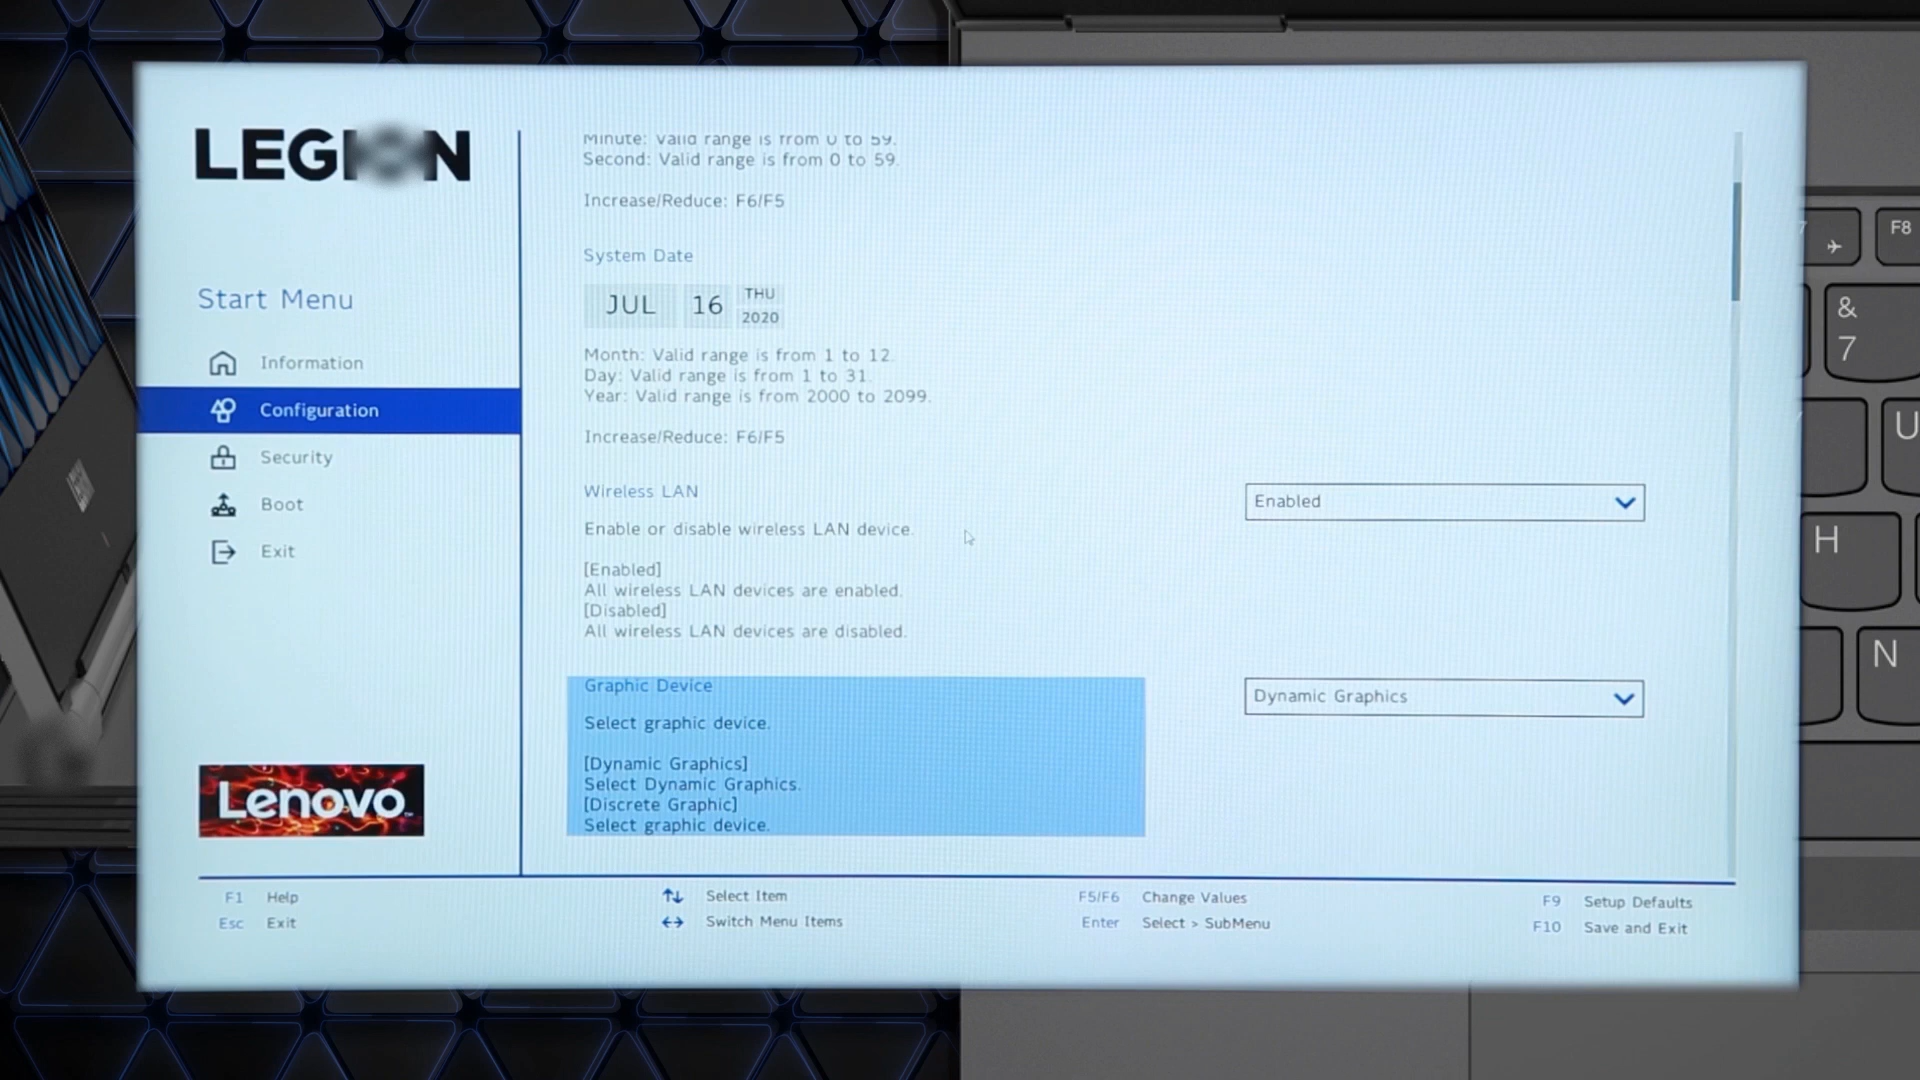 LEGION
Start Menu
Information
Configuration
Security
Boot
Exit
Lenovo
Minute: Valid range is from 0 to 59.
Second: Valid range is from 0 to 59.
Increase/Reduce: F6/F5
System Date
JUL 16 THU 2020
Month: Valid range is from 1 to 12.
Day: Valid range is from 1 to 31.
Year: Valid range is from 2000 to 2099.
Increase/Reduce: F6/F5
Wireless LAN
Enabled
Enable or disable wireless LAN device.
[Enabled]
All wireless LAN devices are enabled.
[Disabled]
All wireless LAN devices are disabled.
Graphic Device
Dynamic Graphics
Select graphic device.
[Dynamic Graphics]
Select Dynamic Graphics.
[Discrete Graphic]
Select graphic device.
F1 Help
Esc Exit
Select Item
Switch Menu Items
F5/F6 Change Values
Enter Select > SubMenu
F9 Setup Defaults
F10 Save and Exit
F8
&
7
U
H
N